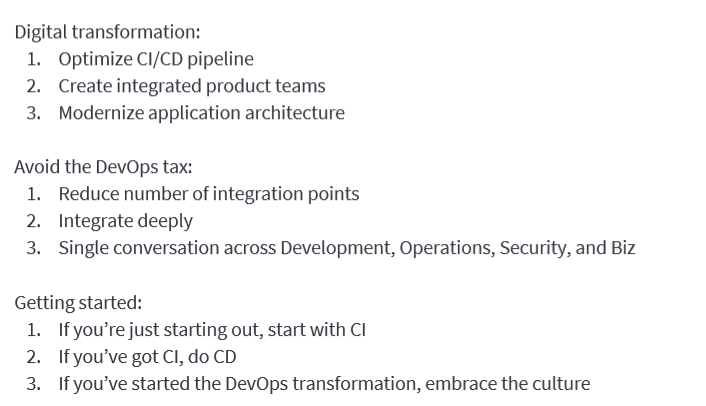 Digital transformation:
1. Optimize CI/CD pipeline
2. Create integrated product teams
3. Modernize application architecture
Avoid the DevOps tax:
1. Reduce number of integration points
2. Integrate deeply
3. Single conversation across Development, Operations, Security, and Biz
Getting started:
1. If you’re just starting out, start with CI
2. If you’ve got CI, do CD
3. If you’ve started the DevOps transformation, embrace the culture